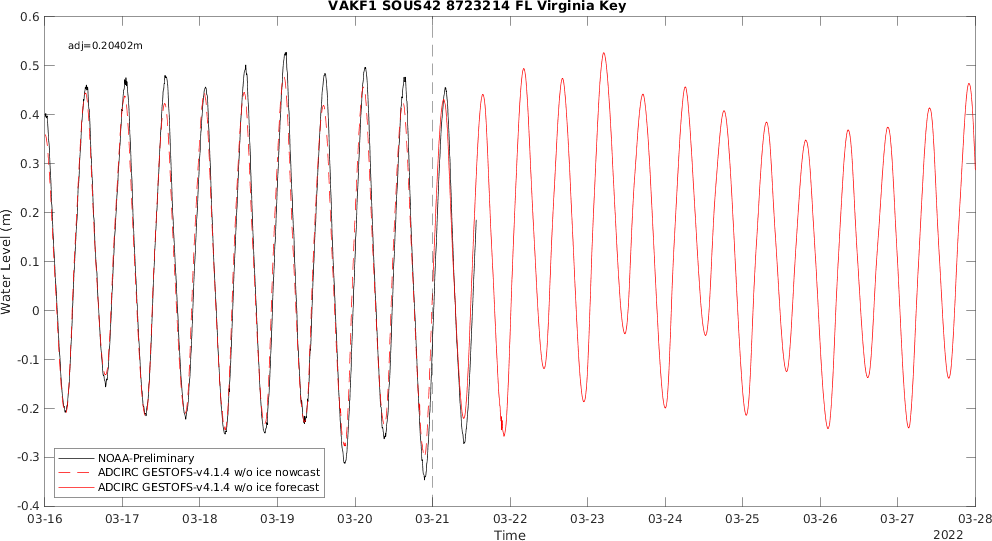 VAKF1 SOUS42 8723214 FL Virginia Key
adj=0.20402m
Water Level (m)
0.6
0.5
0.4
0.3
0.2
0.1
0
-0.1
-0.2
-0.3
-0.4
NOAA-Preliminary
ADCIRC GESTOFS-v4.1.4 w/o ice nowcast
ADCIRC GESTOFS-v4.1.4 w/o ice forecast
03-16 03-17 03-18 03-19 03-20 03-21 03-22 03-23 03-24 03-25 03-26 03-27 03-28
Time
2022